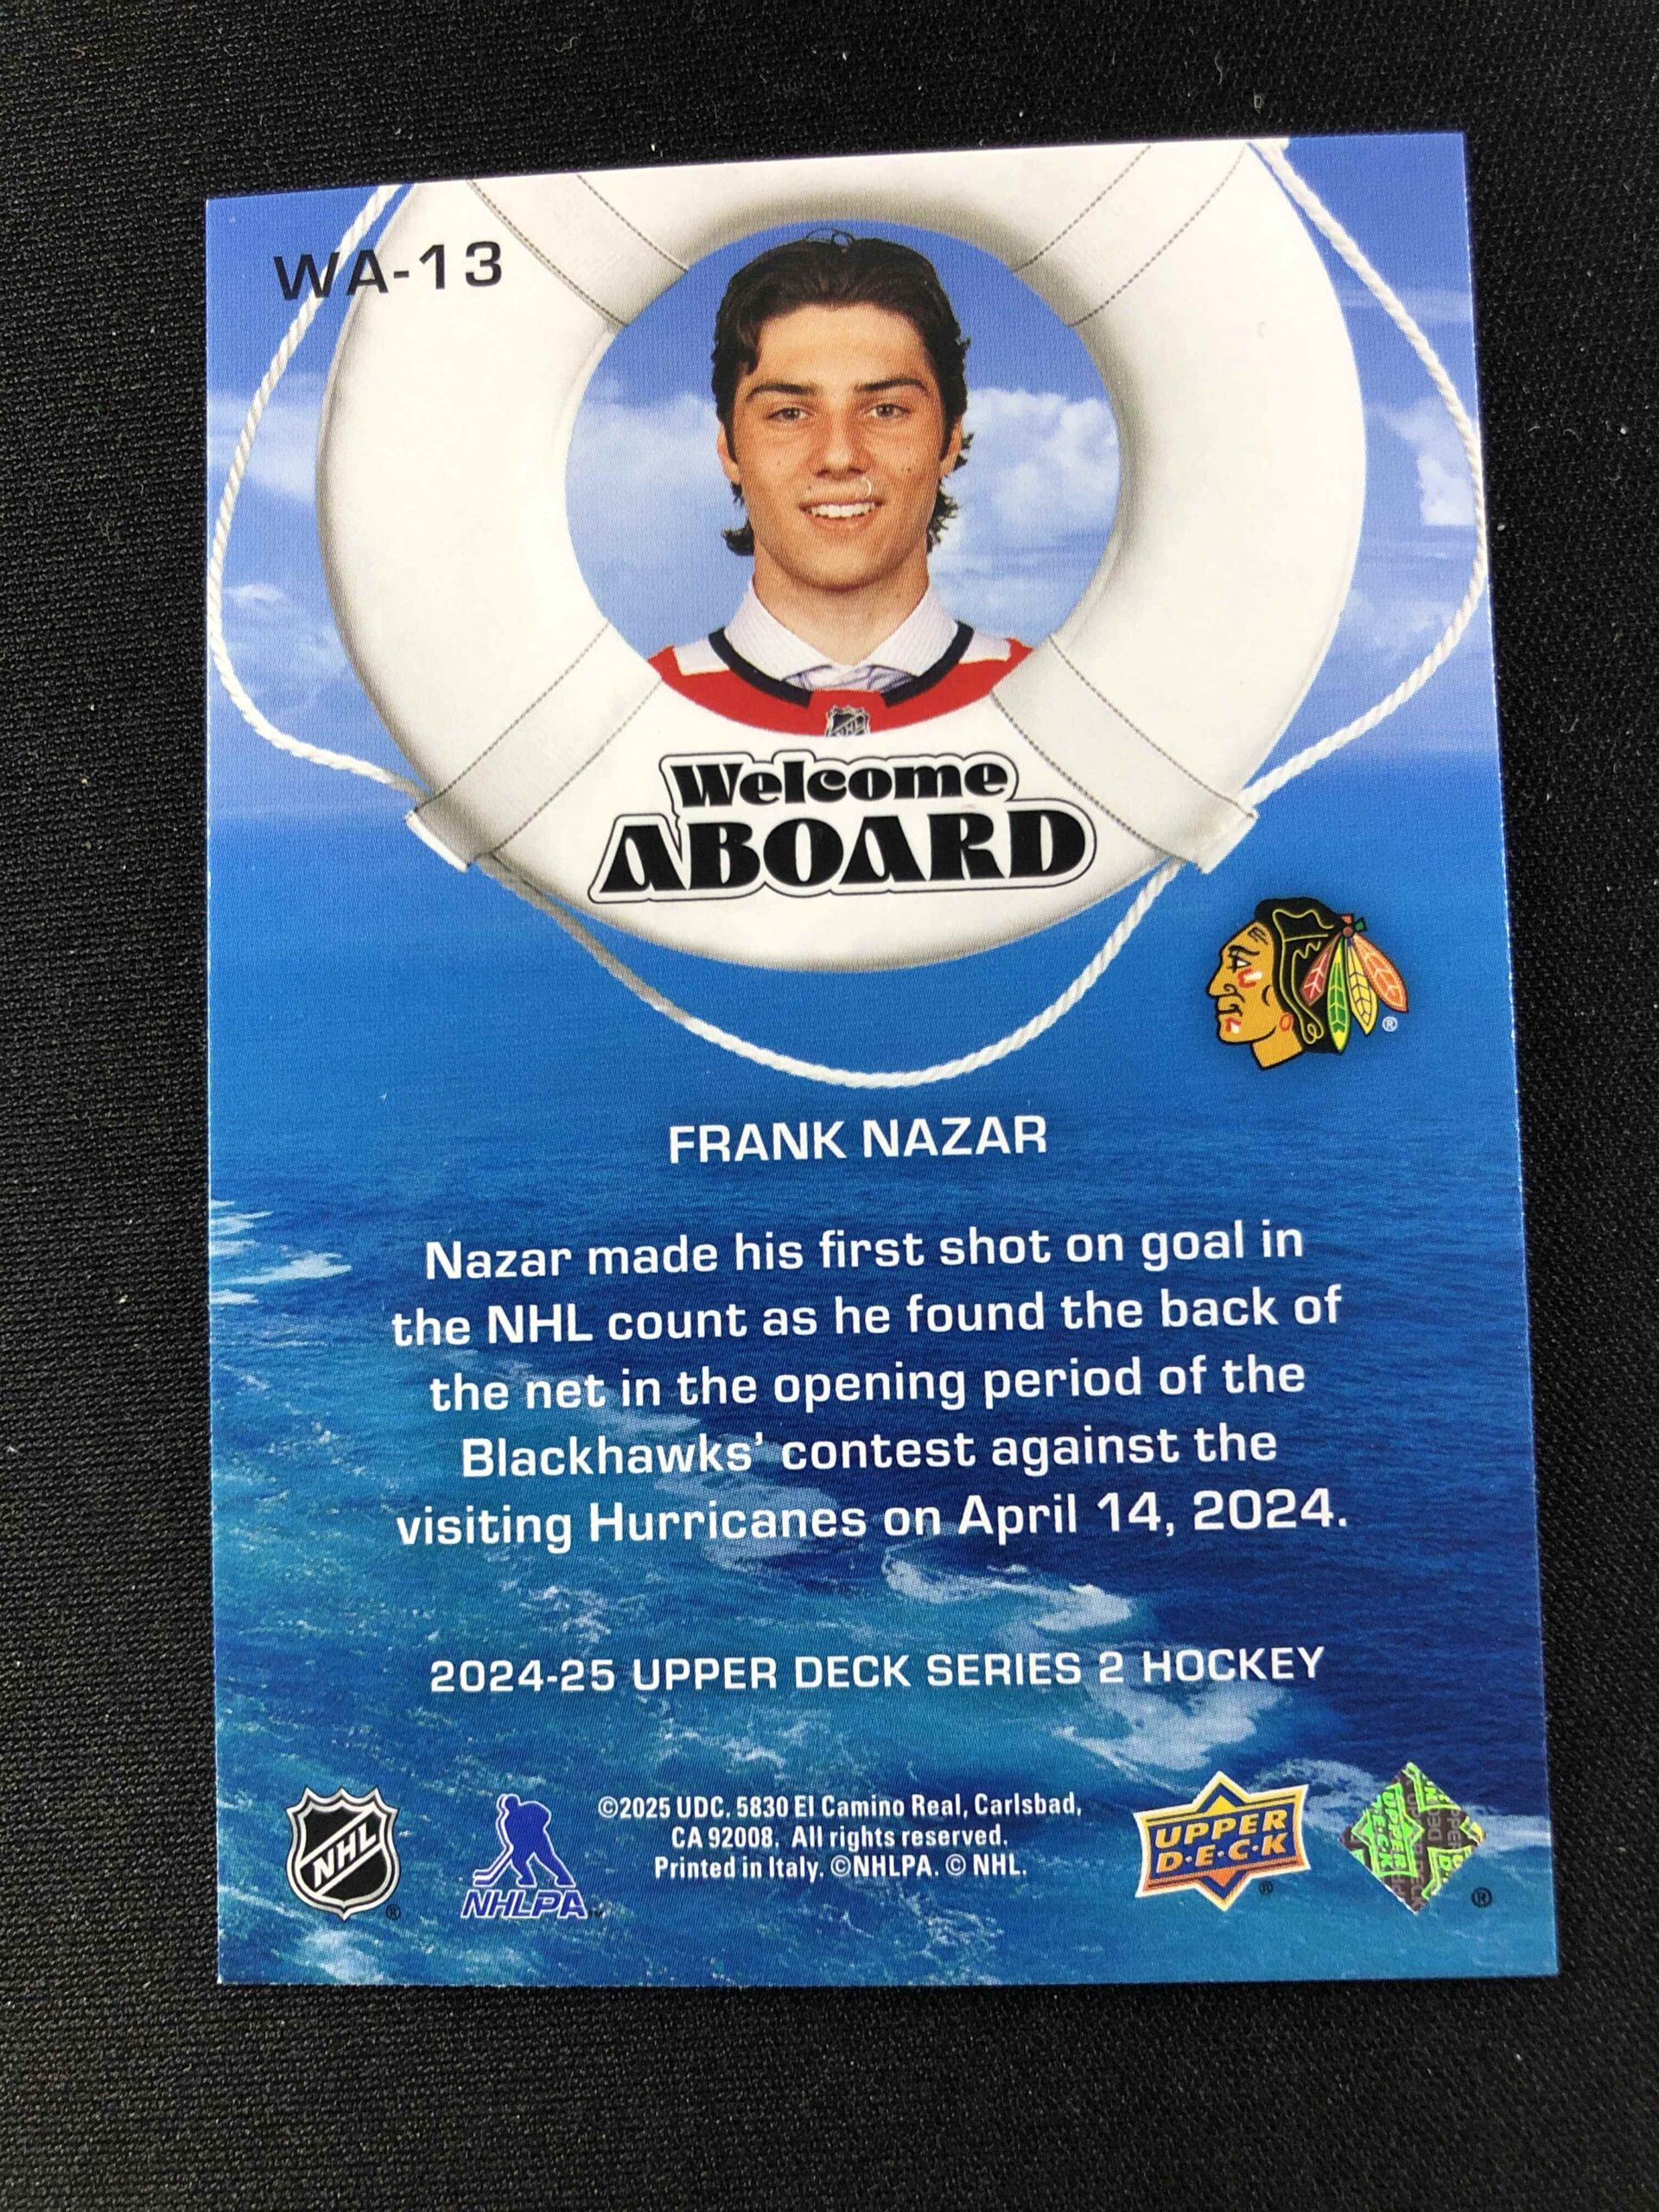 WA-13
NHL
Welcome
ABOARD
®
FRANK NAZAR
Nazar made his first shot on goal in
the NHL count as he found the back of
the net in the opening period of the
Blackhawks' contest against the
visiting Hurricanes on April 14, 2024.
2024-25 UPPER DECK SERIES 2 HOCKEY
NHL ®
NHLPA
©2025 UDC. 5830 El Camino Real, Carlsbad,
CA 92008. All rights reserved.
Printed in Italy. ©NHLPA. © NHL.
UPPER
D·E·C·K ®
UPPER
DECK
®